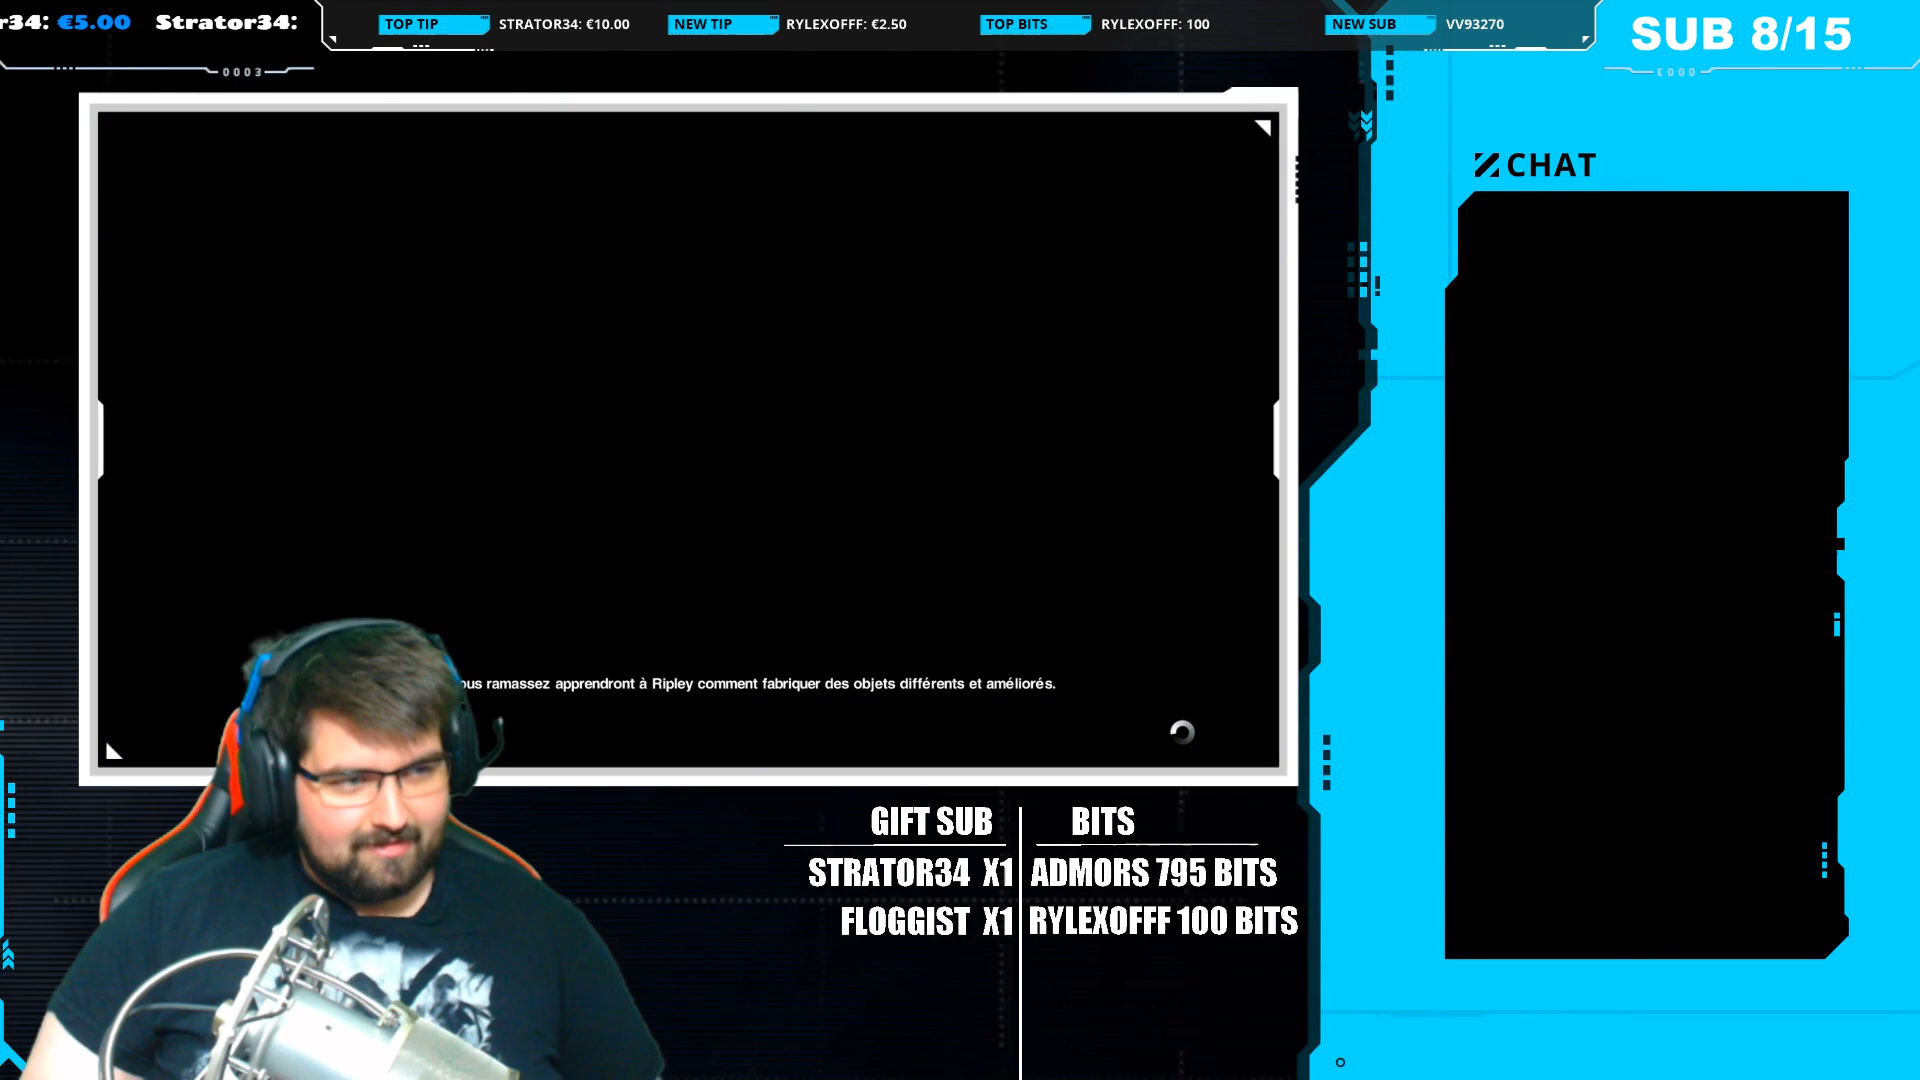 r34: €5.00 Strator34:
TOP TIP STRATOR34: €10.00 NEW TIP RYLEXOFFF: €2.50 TOP BITS RYLEXOFFF: 100 NEW SUB VV93270
SUB 8/15
0003
E000
CHAT
ous ramassez apprendront à Ripley comment fabriquer des objets différents et améliorés.
GIFT SUB BITS
STRATOR34 X1 ADMORS 795 BITS
FLOGGIST X1 RYLEXOFFF 100 BITS